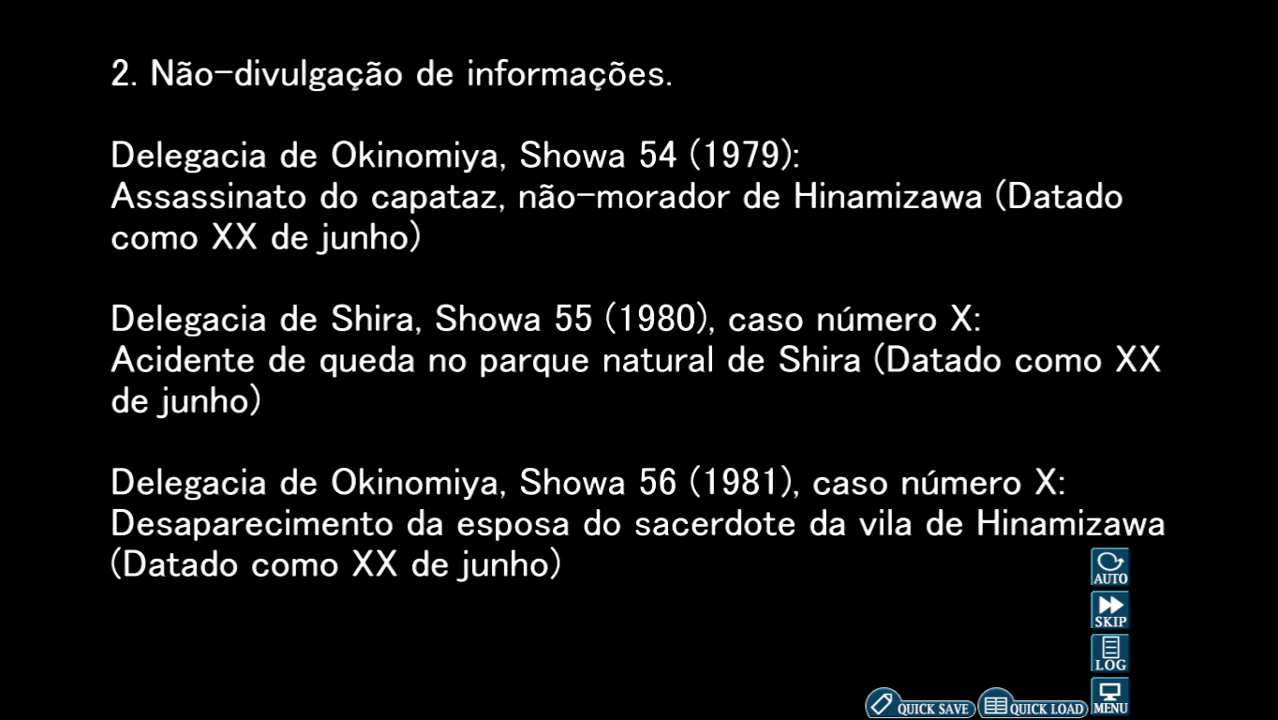 2. Não-divulgação de informações.
Delegacia de Okinomiya, Showa 54 (1979):
Assassinato do capataz, não-morador de Hinamizawa (Datado
como XX de junho)
Delegacia de Shira, Showa 55 (1980), caso número X:
Acidente de queda no parque natural de Shira (Datado como XX
de junho)
Delegacia de Okinomiya, Showa 56 (1981), caso número X:
Desaparecimento da esposa do sacerdote da vila de Hinamizawa
(Datado como XX de junho)
AUTO
SKIP
LOG
QUICK SAVE QUICK LOAD MENU